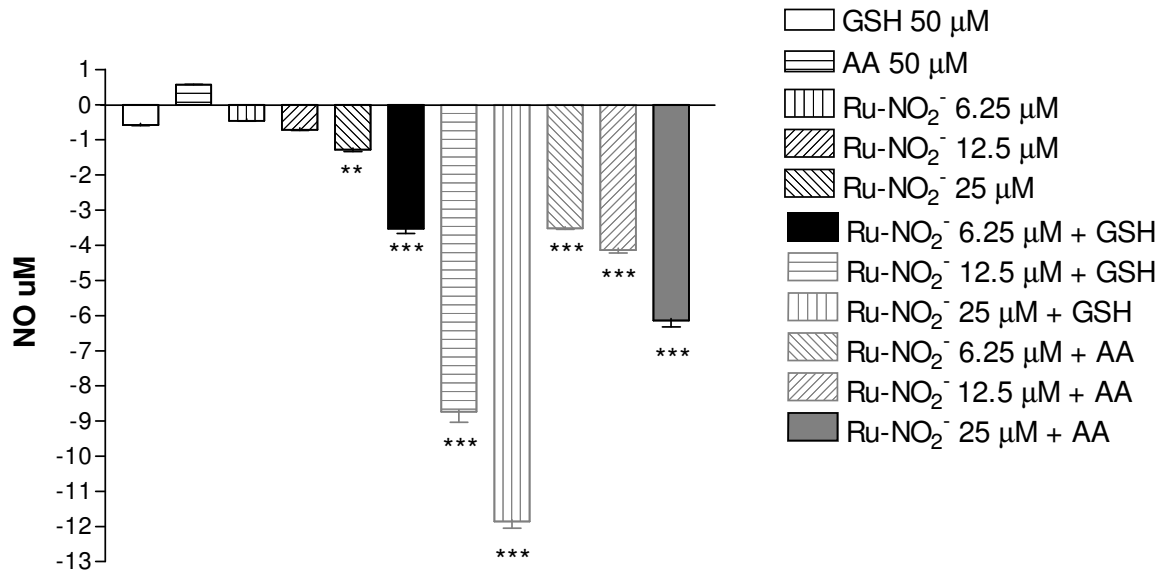 GSH 50 μM
AA 50 μM
Ru-NO₂⁻ 6.25 μM
Ru-NO₂⁻ 12.5 μM
Ru-NO₂⁻ 25 μM
Ru-NO₂⁻ 6.25 μM + GSH
Ru-NO₂⁻ 12.5 μM + GSH
Ru-NO₂⁻ 25 μM + GSH
Ru-NO₂⁻ 6.25 μM + AA
Ru-NO₂⁻ 12.5 μM + AA
Ru-NO₂⁻ 25 μM + AA
NO uM
1
0
-1
-2
-3
-4
-5
-6
-7
-8
-9
-10
-11
-12
-13
**
***
***
***
***
***
***